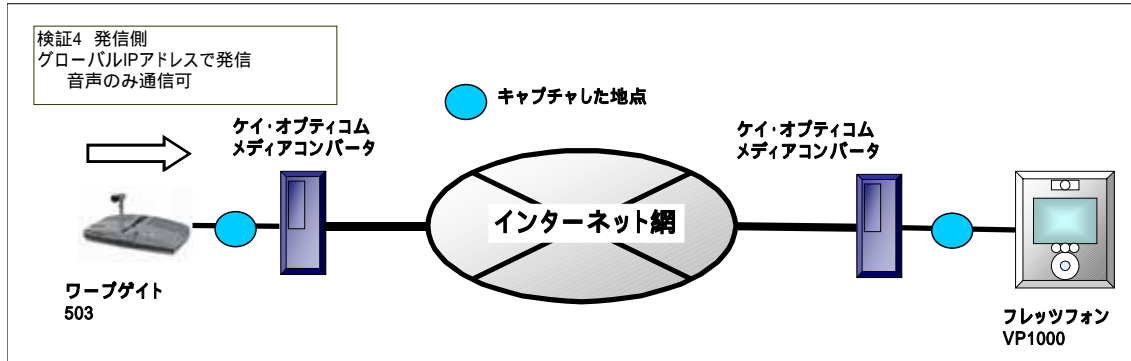 検証4 発信側
グローバルIPアドレスで発信
音声のみ通信可
キャプチャした地点
ケイ・オプティコム
メディアコンバータ
ケイ・オプティコム
メディアコンバータ
インターネット網
ワープゲイト
503
フレッツフォン
VP1000